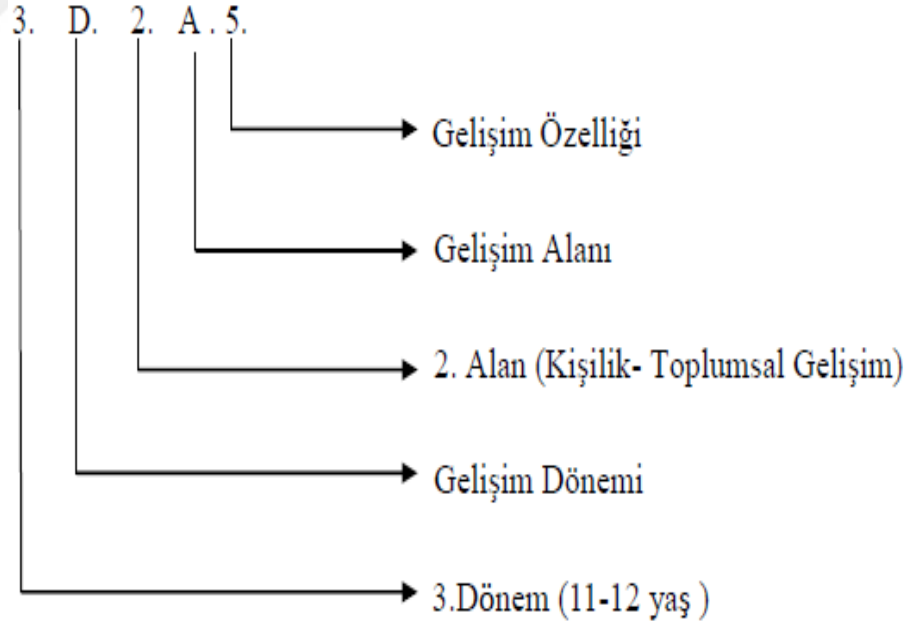 3. D. 2. A . 5.
Gelişim Özelliği
Gelişim Alanı
2. Alan (Kişilik- Toplumsal Gelişim)
Gelişim Dönemi
3.Dönem (11-12 yaş )